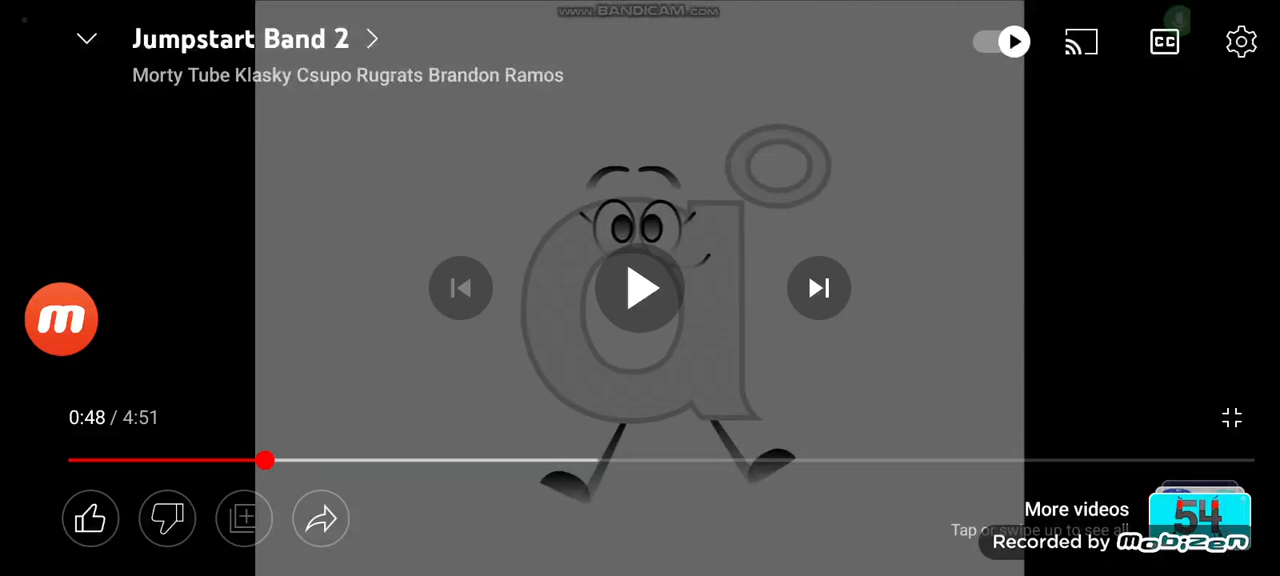 www.BANDICAM.com
Jumpstart Band 2
Morty Tube Klasky Csupo Rugrats Brandon Ramos
CC
m
a
0:48 / 4:51
54
More videos
Tap or swipe up to see all
Recorded by mobizen